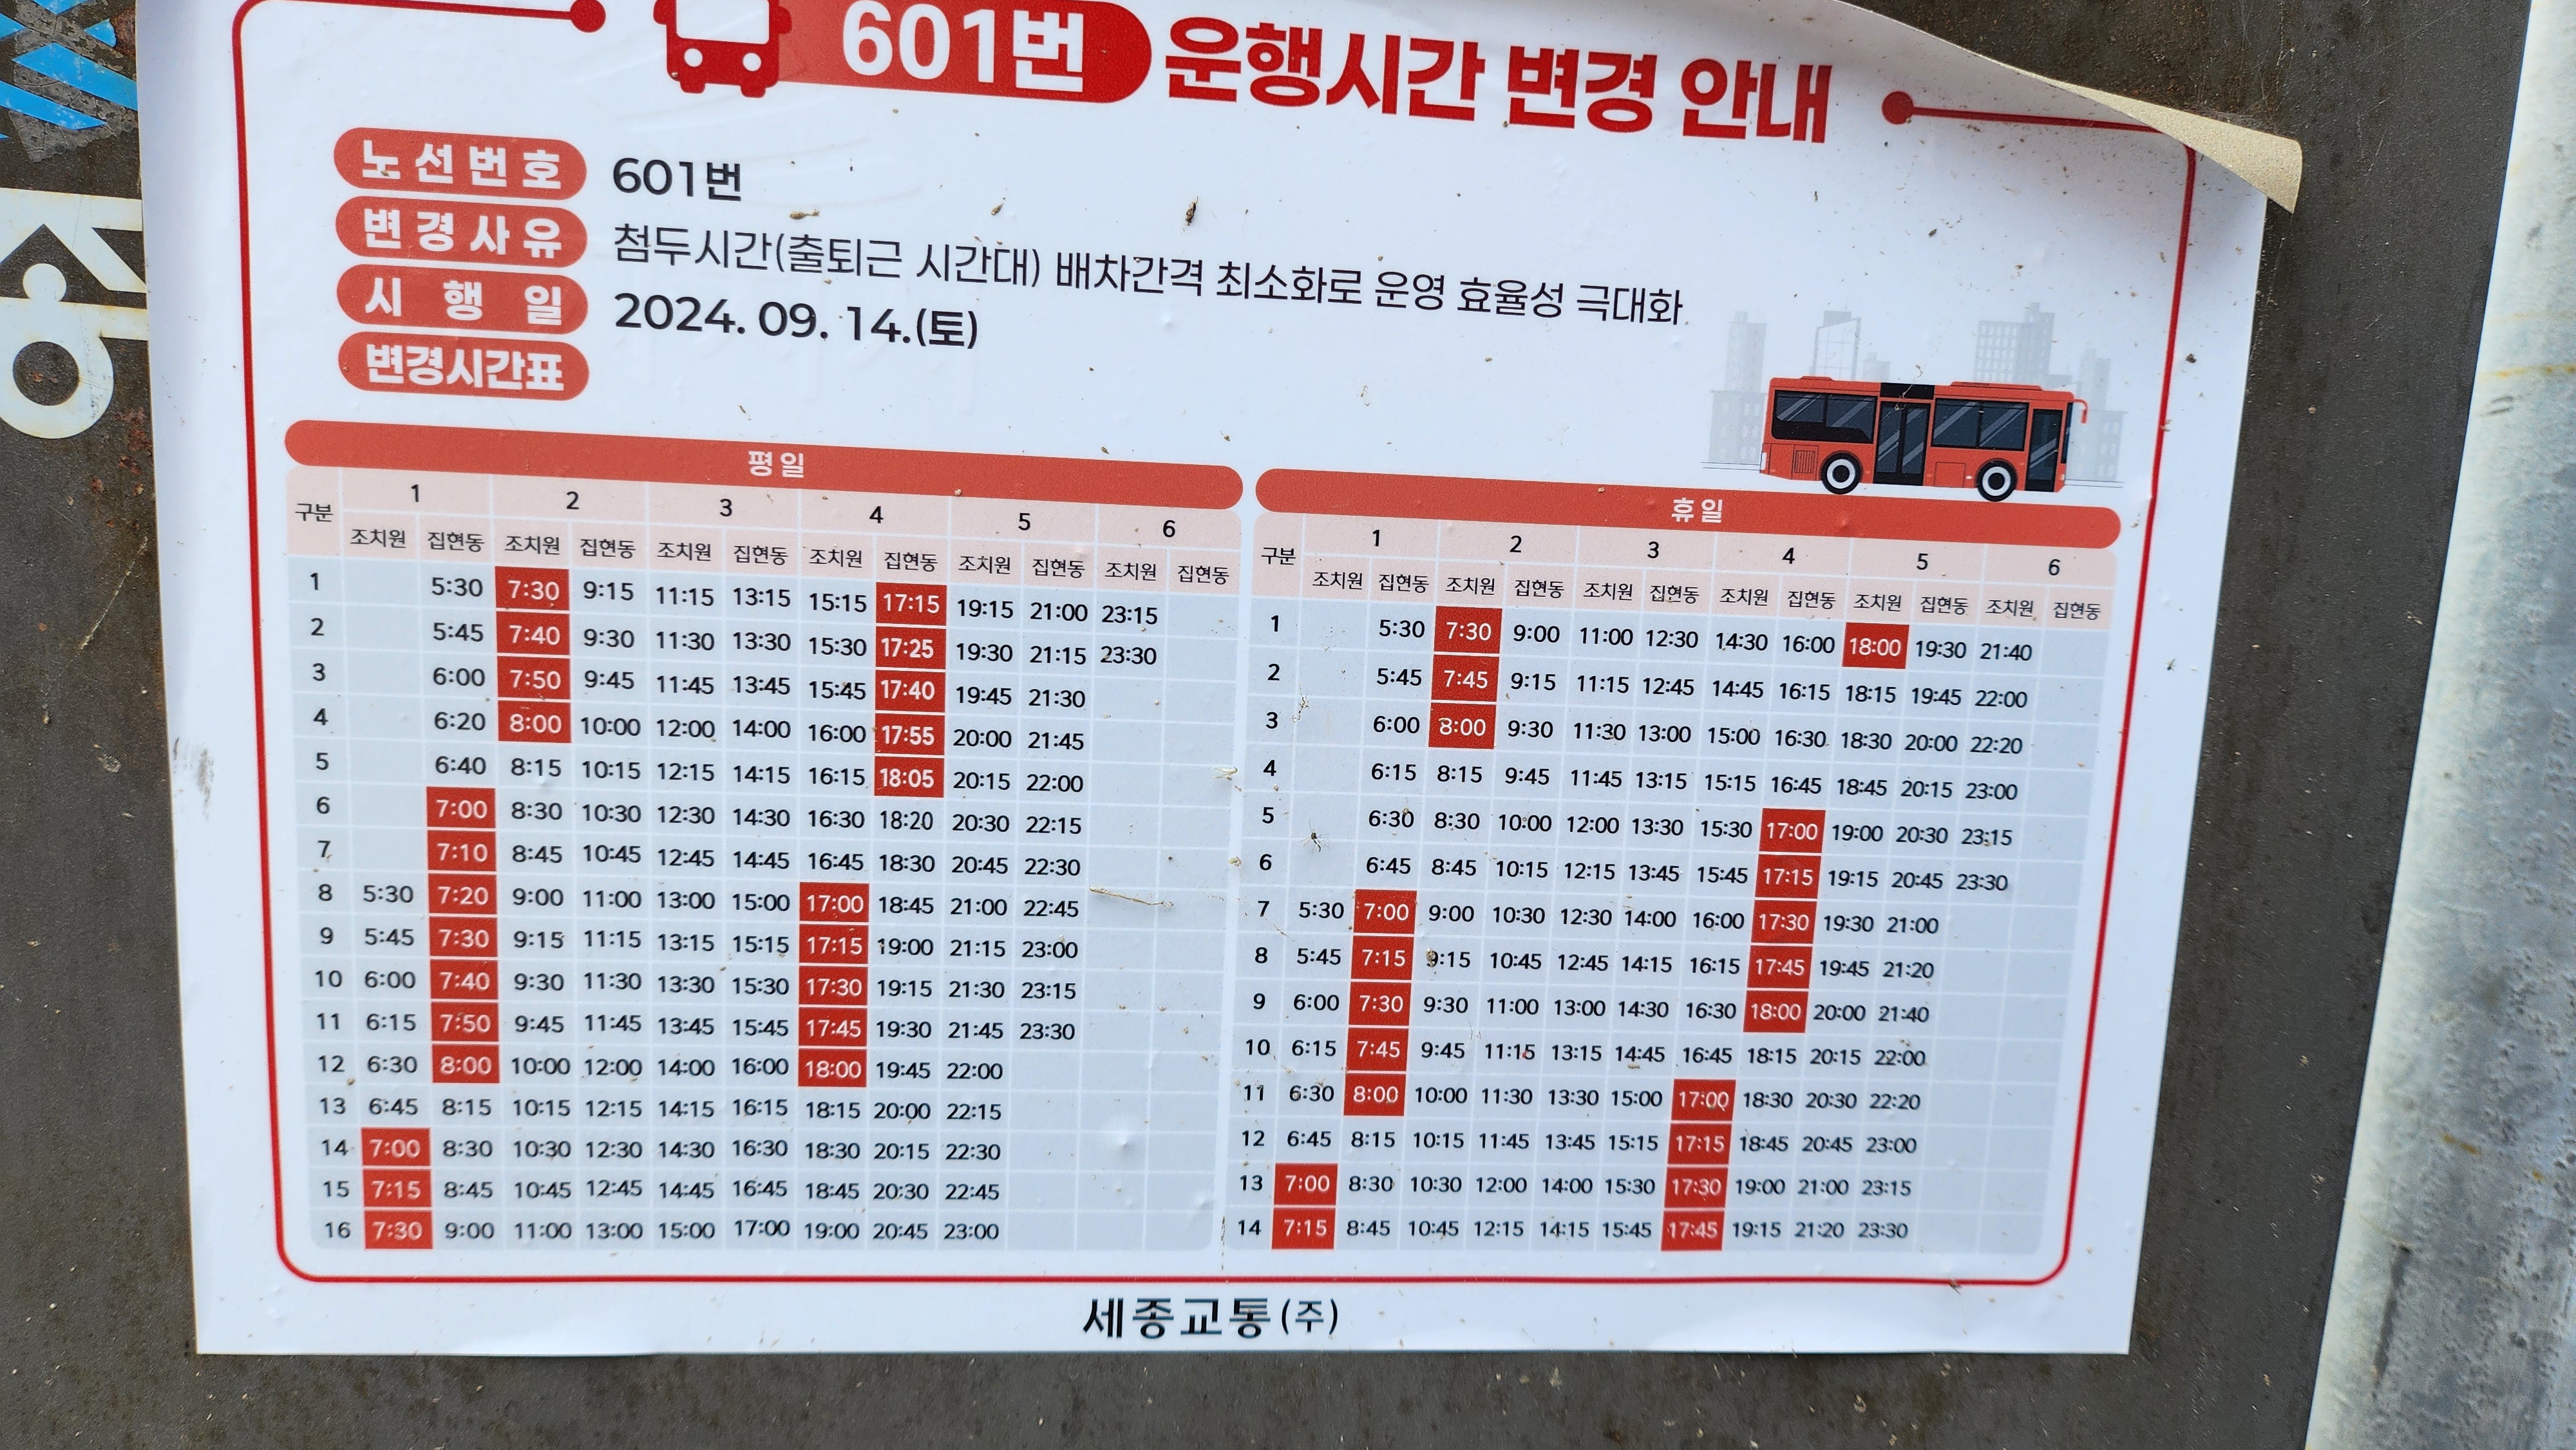 601번 운행시간 변경 안내
노선번호 601번
변경사유 첨두시간(출퇴근 시간대) 배차간격 최소화로 운영 효율성 극대화
시행일 2024. 09. 14.(토)
변경시간표
평일
구분 1 2 3 4 5 6
조치원 집현동 조치원 집현동 조치원 집현동 조치원 집현동 조치원 집현동 조치원 집현동
1 5:30 7:30 9:15 11:15 13:15 15:15 17:15 19:15 21:00 23:15
2 5:45 7:40 9:30 11:30 13:30 15:30 17:25 19:30 21:15 23:30
3 6:00 7:50 9:45 11:45 13:45 15:45 17:40 19:45 21:30
4 6:20 8:00 10:00 12:00 14:00 16:00 17:55 20:00 21:45
5 6:40 8:15 10:15 12:15 14:15 16:15 18:05 20:15 22:00
6 7:00 8:30 10:30 12:30 14:30 16:30 18:20 20:30 22:15
7 7:10 8:45 10:45 12:45 14:45 16:45 18:30 20:45 22:30
8 5:30 7:20 9:00 11:00 13:00 15:00 17:00 18:45 21:00 22:45
9 5:45 7:30 9:15 11:15 13:15 15:15 17:15 19:00 21:15 23:00
10 6:00 7:40 9:30 11:30 13:30 15:30 17:30 19:15 21:30 23:15
11 6:15 7:50 9:45 11:45 13:45 15:45 17:45 19:30 21:45 23:30
12 6:30 8:00 10:00 12:00 14:00 16:00 18:00 19:45 22:00
13 6:45 8:15 10:15 12:15 14:15 16:15 18:15 20:00 22:15
14 7:00 8:30 10:30 12:30 14:30 16:30 18:30 20:15 22:30
15 7:15 8:45 10:45 12:45 14:45 16:45 18:45 20:30 22:45
16 7:30 9:00 11:00 13:00 15:00 17:00 19:00 20:45 23:00
휴일
구분 1 2 3 4 5 6
조치원 집현동 조치원 집현동 조치원 집현동 조치원 집현동 조치원 집현동 조치원 집현동
1 5:30 7:30 9:00 11:00 12:30 14:30 16:00 18:00 19:30 21:40
2 5:45 7:45 9:15 11:15 12:45 14:45 16:15 18:15 19:45 22:00
3 6:00 8:00 9:30 11:30 13:00 15:00 16:30 18:30 20:00 22:20
4 6:15 8:15 9:45 11:45 13:15 15:15 16:45 18:45 20:15 23:00
5 6:30 8:30 10:00 12:00 13:30 15:30 17:00 19:00 20:30 23:15
6 6:45 8:45 10:15 12:15 13:45 15:45 17:15 19:15 20:45 23:30
7 5:30 7:00 9:00 10:30 12:30 14:00 16:00 17:30 19:30 21:00
8 5:45 7:15 9:15 10:45 12:45 14:15 16:15 17:45 19:45 21:20
9 6:00 7:30 9:30 11:00 13:00 14:30 16:30 18:00 20:00 21:40
10 6:15 7:45 9:45 11:15 13:15 14:45 16:45 18:15 20:15 22:00
11 6:30 8:00 10:00 11:30 13:30 15:00 17:00 18:30 20:30 22:20
12 6:45 8:15 10:15 11:45 13:45 15:15 17:15 18:45 20:45 23:00
13 7:00 8:30 10:30 12:00 14:00 15:30 17:30 19:00 21:00 23:15
14 7:15 8:45 10:45 12:15 14:15 15:45 17:45 19:15 21:20 23:30
세종교통(주)